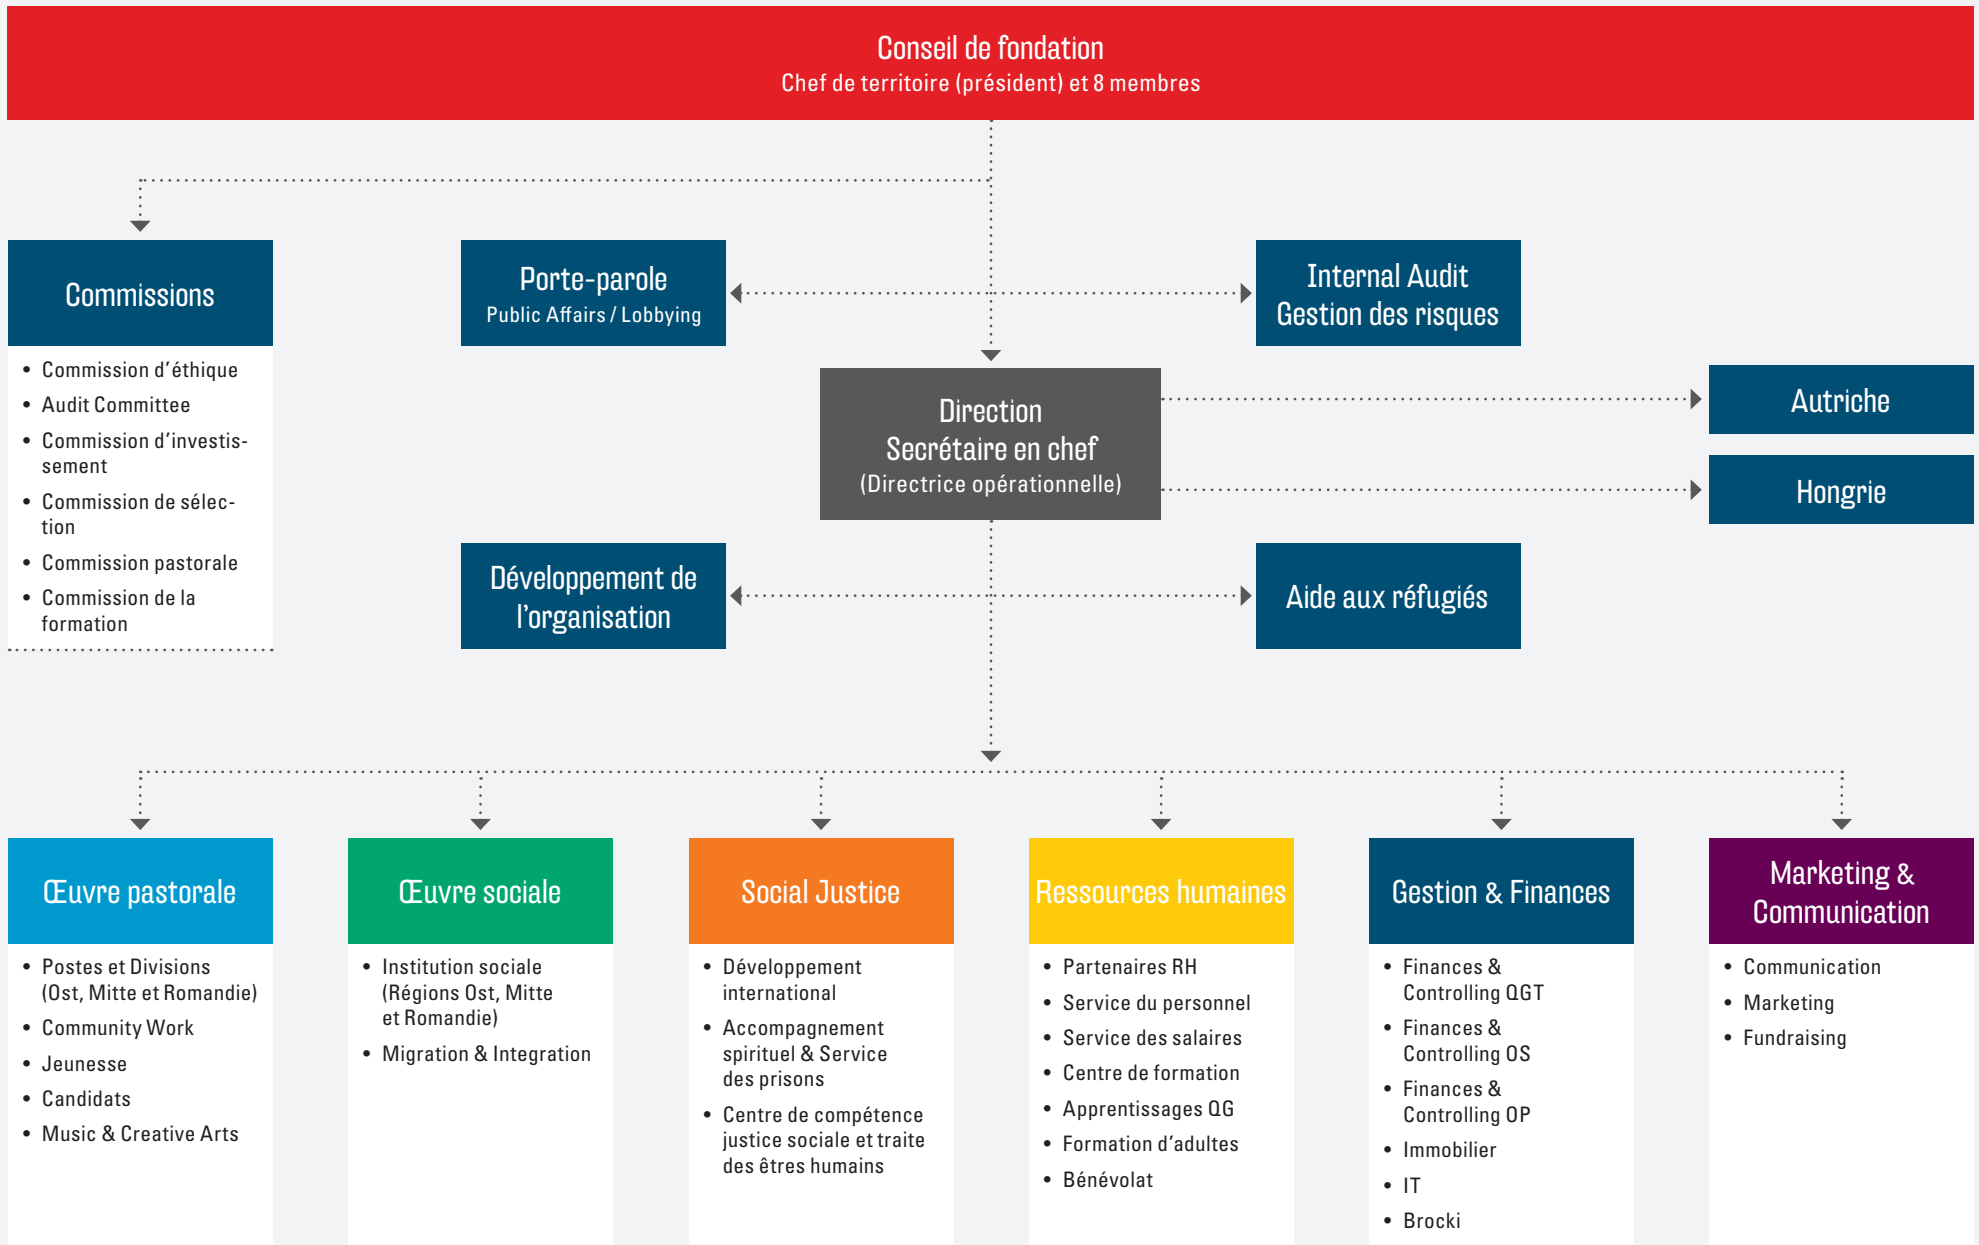 Conseil de fondation
Chef de territoire (président) et 8 membres
Commissions
• Commission d’éthique
• Audit Committee
• Commission d’investis-
sement
• Commission de sélec-
tion
• Commission pastorale
• Commission de la
formation
Porte-parole
Public Affairs / Lobbying
Internal Audit
Gestion des risques
Direction
Secrétaire en chef
(Directrice opérationnelle)
Autriche
Hongrie
Développement de
l’organisation
Aide aux réfugiés
Œuvre pastorale
• Postes et Divisions
(Ost, Mitte et Romandie)
• Community Work
• Jeunesse
• Candidats
• Music & Creative Arts
Œuvre sociale
• Institution sociale
(Régions Ost, Mitte
et Romandie)
• Migration & Integration
Social Justice
• Développement
international
• Accompagnement
spirituel & Service
des prisons
• Centre de compétence
justice sociale et traite
des êtres humains
Ressources humaines
• Partenaires RH
• Service du personnel
• Service des salaires
• Centre de formation
• Apprentissages QG
• Formation d’adultes
• Bénévolat
Gestion & Finances
• Finances &
Controlling QGT
• Finances &
Controlling OS
• Finances &
Controlling OP
• Immobilier
• IT
• Brocki
Marketing &
Communication
• Communication
• Marketing
• Fundraising